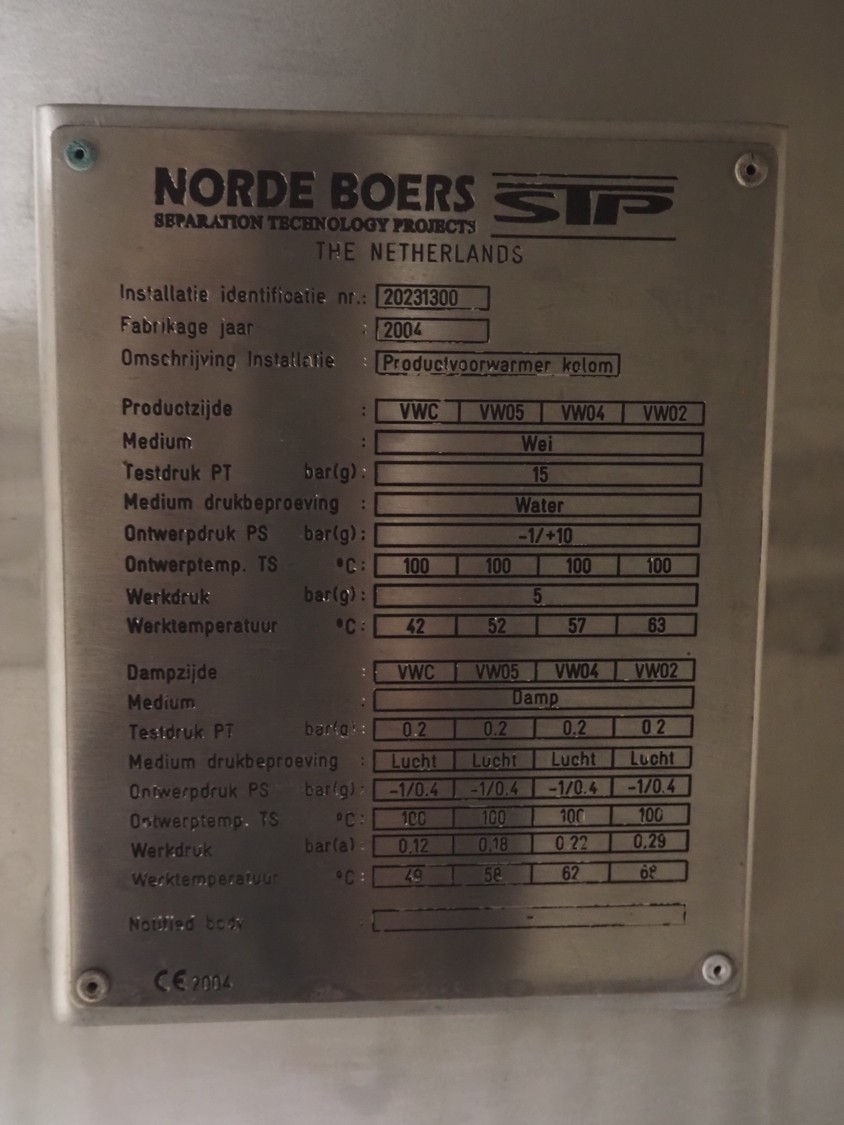 NORDE BOERS STP
SEPARATION TECHNOLOGY PROJECTS
THE NETHERLANDS
Installatie identificatie nr.: 20231300
Fabrikage jaar : 2004
Omschrijving Installatie : Productvoorwarmer kolom
Productzijde : VWC VW05 VW04 VW02
Medium : Wei
Testdruk PT bar(g): 15
Medium drukbeproeving : Water
Ontwerpdruk PS bar(g): -1/+10
Ontwerptemp. TS °C: 100 100 100 100
Werkdruk bar(g): 5
Werktemperatuur °C: 42 52 57 63
Dampzijde : VWC VW05 VW04 VW02
Medium : Damp
Testdruk PT bar(g): 0.2 0.2 0.2 0.2
Medium drukbeproeving : Lucht Lucht Lucht Lucht
Ontwerpdruk PS bar(g): -1/0.4 -1/0.4 -1/0.4 -1/0.4
Ontwerptemp. TS °C: 100 100 100 100
Werkdruk bar(a): 0.12 0.18 0.22 0.29
Werktemperatuur °C: 49 58 62 68
Notified body : -
CE 2004